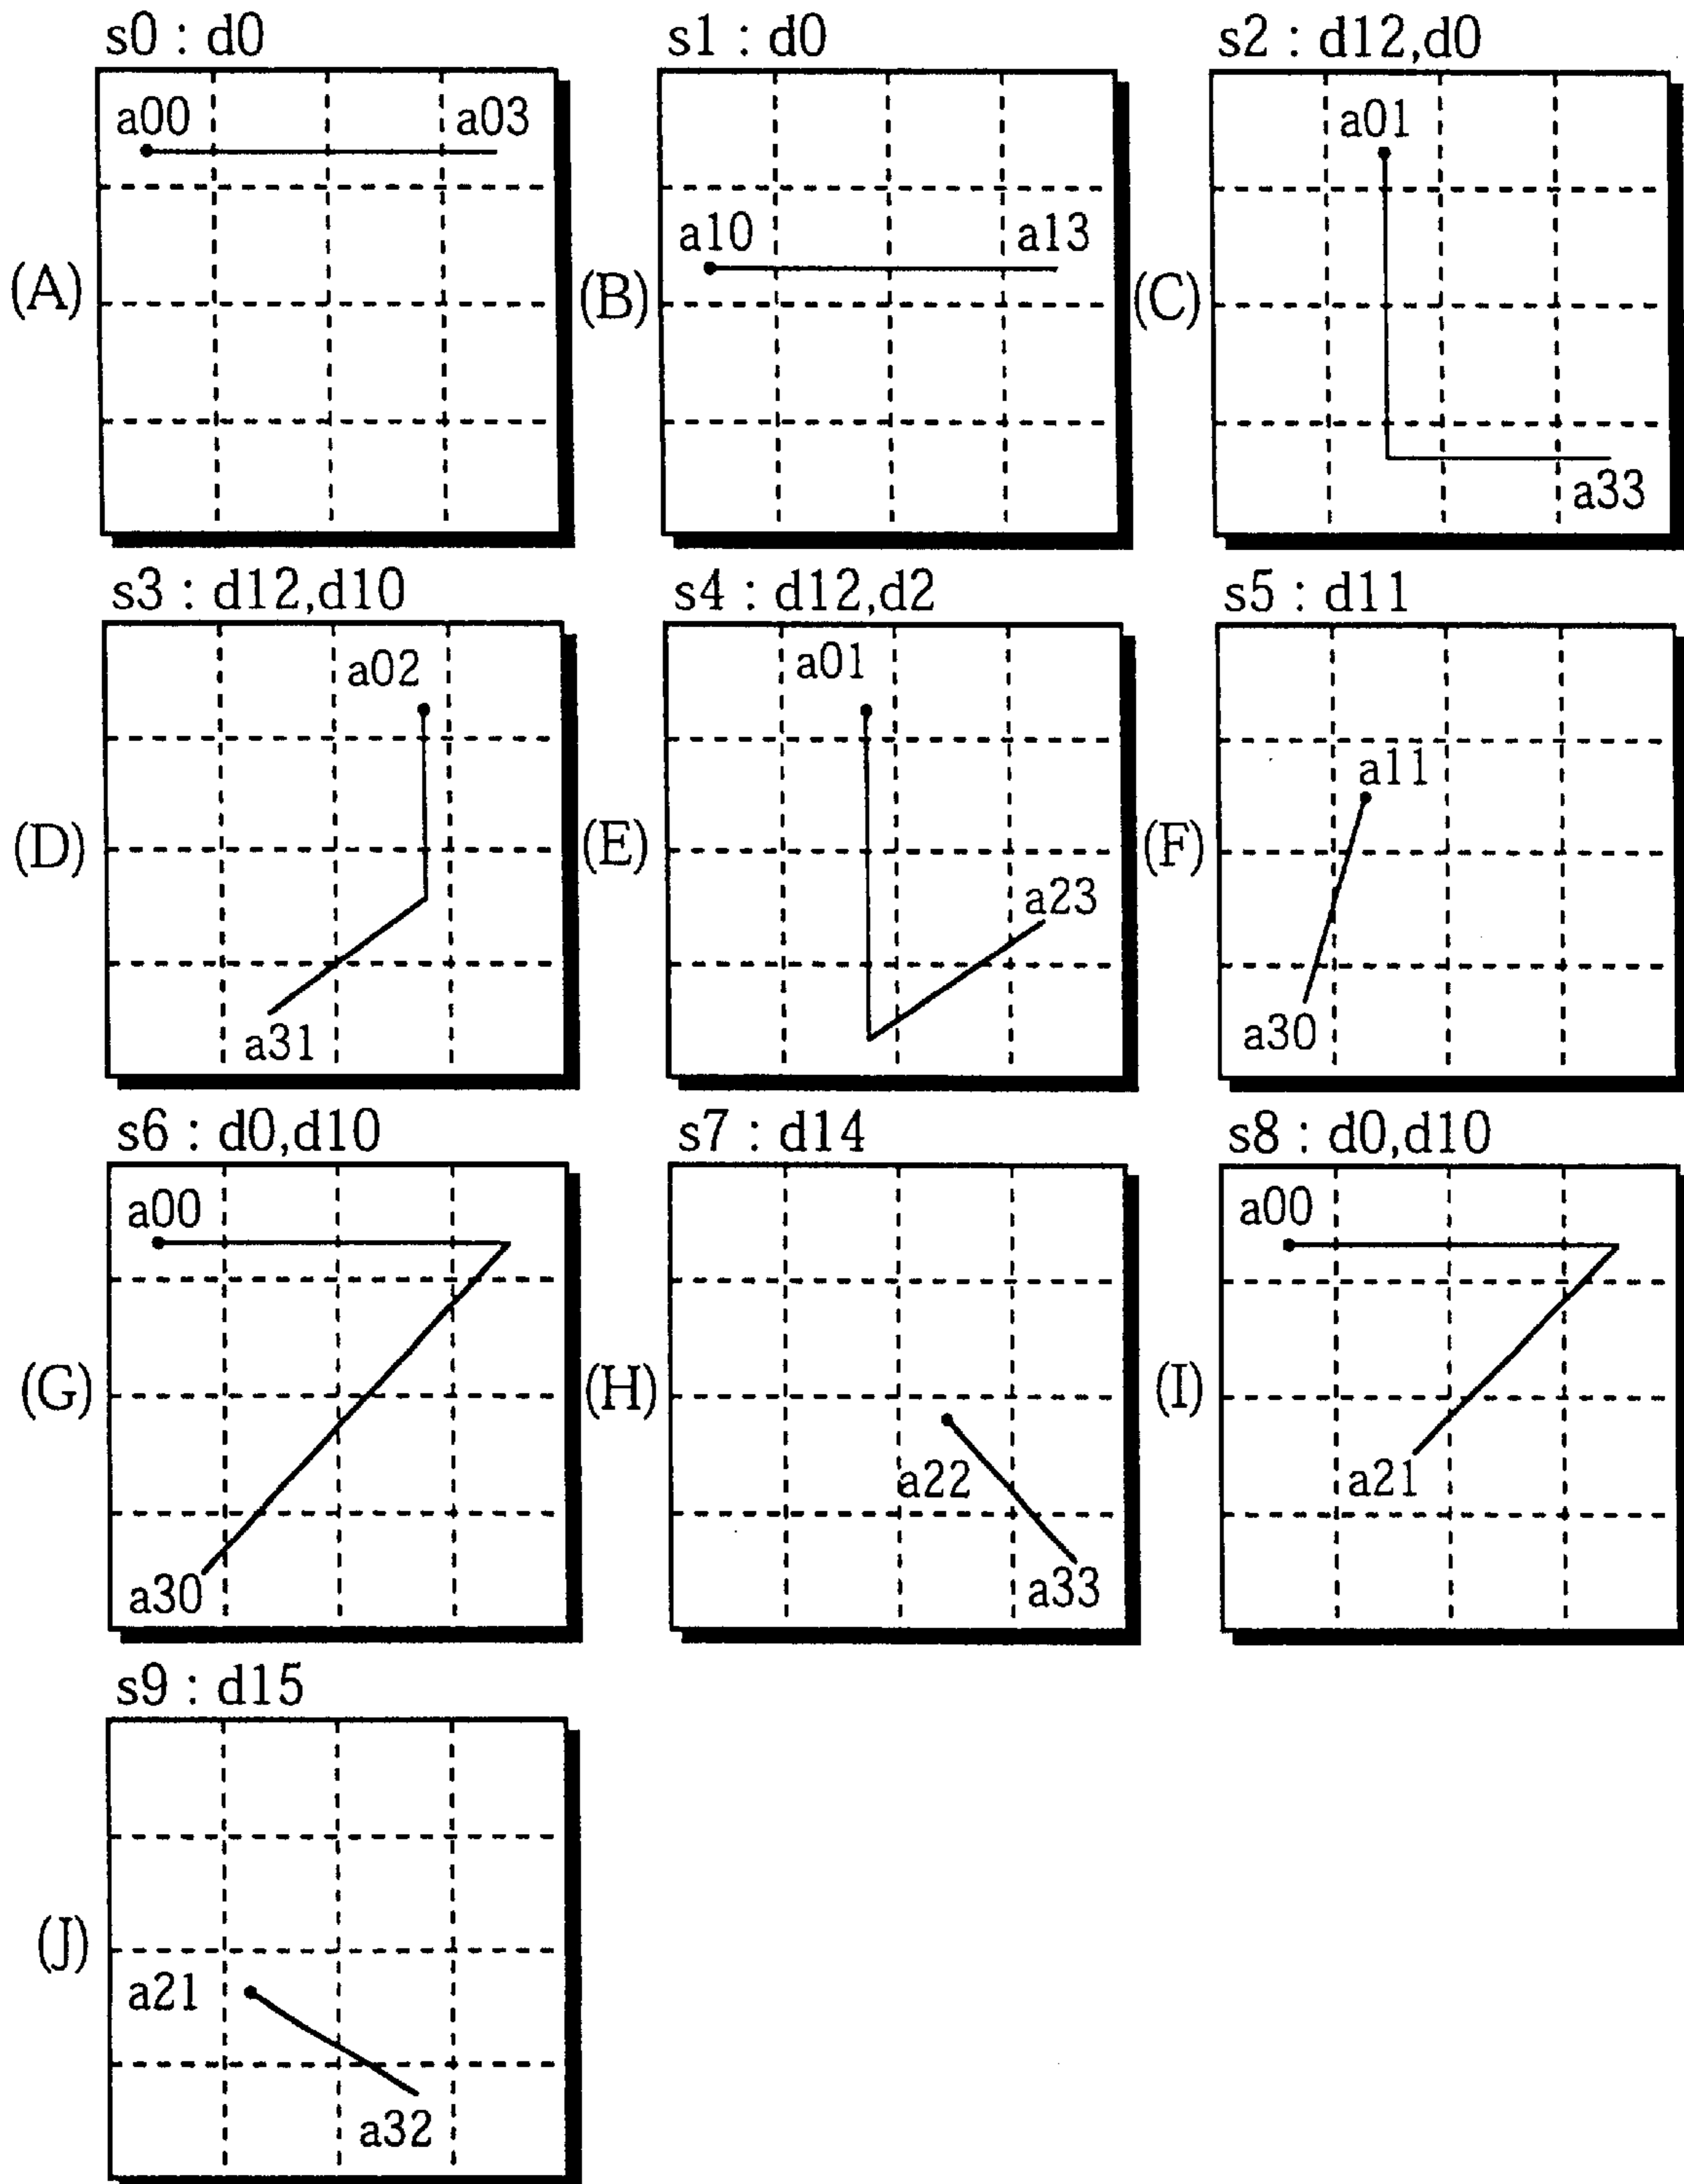 s0 : d0
s1 : d0
s2 : d12,d0
a00
a03
a01
a10
a13
(A)
(B)
(C)
a33
s3 : d12,d10
s4 : d12,d2
s5 : d11
a02
a01
a11
(D)
(E)
(F)
a23
a31
a30
s6 : d0,d10
s7 : d14
s8 : d0,d10
a00
a00
(G)
(H)
(I)
a22
a21
a30
a33
s9 : d15
(J)
a21
a32